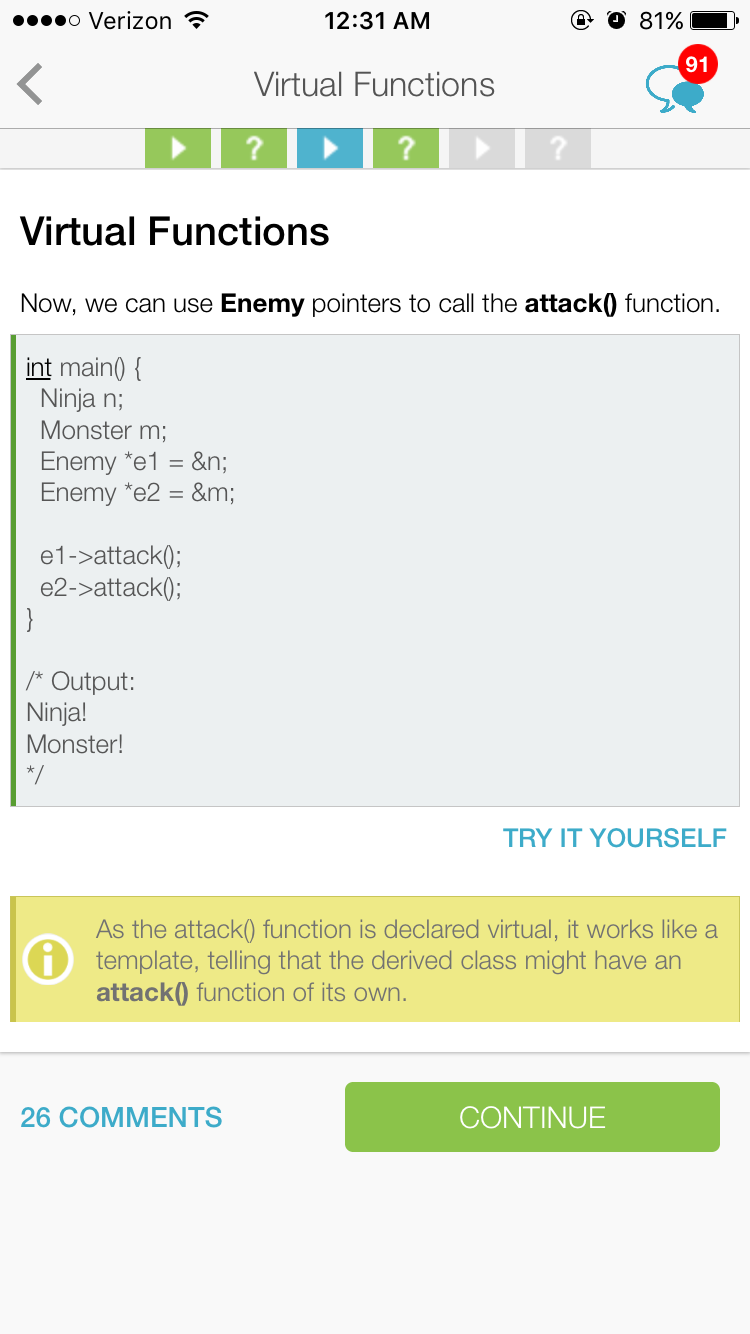 Verizon 12:31 AM 81%
Virtual Functions 91
? ? ?
Virtual Functions
Now, we can use Enemy pointers to call the attack() function.
int main() {
Ninja n;
Monster m;
Enemy *e1 = &n;
Enemy *e2 = &m;
e1->attack();
e2->attack();
}
/* Output:
Ninja!
Monster!
*/
TRY IT YOURSELF
As the attack() function is declared virtual, it works like a
template, telling that the derived class might have an
attack() function of its own.
26 COMMENTS CONTINUE